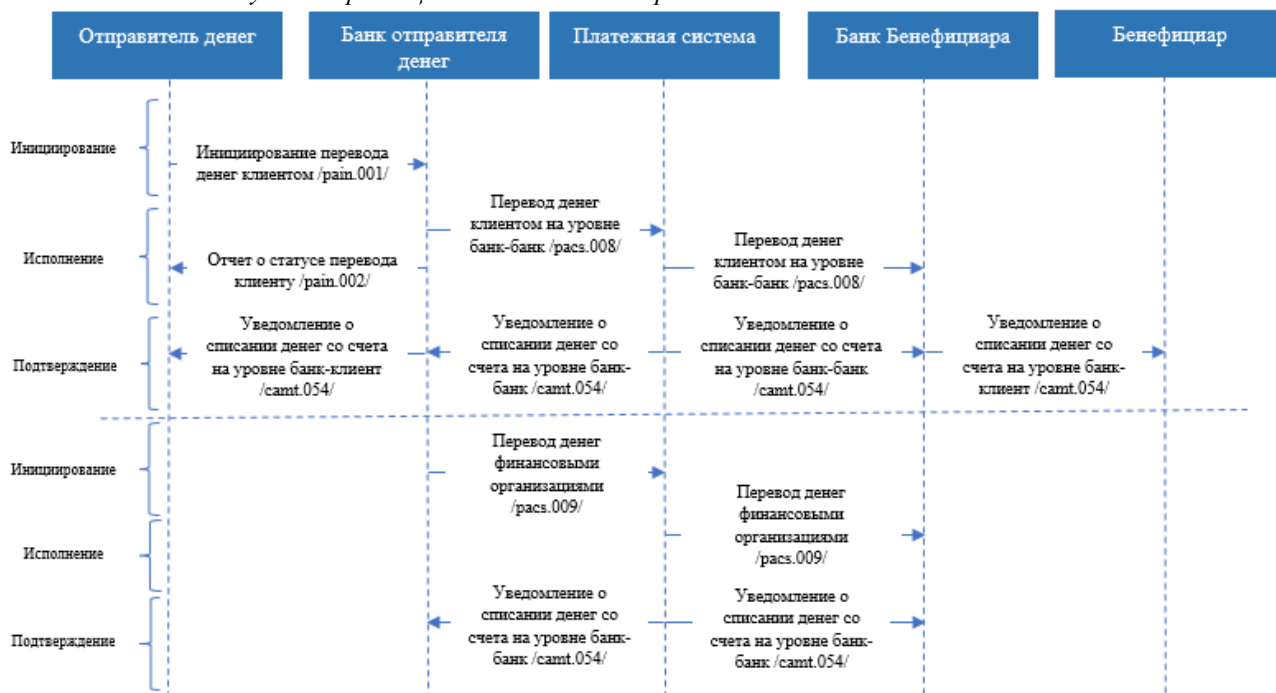 Отправитель денег
Банк отправителя
денег
Платежная система
Банк Бенефициара
Бенефициар
Инициирование
Инициирование перевода
денег клиентом /pain.001/
Исполнение
Перевод денег
клиентом на уровне
банк-банк /pacs.008/
Отчет о статусе перевода
клиенту /pain.002/
Перевод денег
клиентом на уровне
банк-банк /pacs.008/
Подтверждение
Уведомление о
списании денег со счета
на уровне банк-клиент
/camt.054/
Уведомление о
списании денег со
счета на уровне банк-
банк /camt.054/
Уведомление о
списании денег со счета
на уровне банк-банк
/camt.054/
Уведомление о
списании денег со
счета на уровне банк-
клиент /camt.054/
Инициирование
Перевод денег
финансовыми
организациями
/pacs.009/
Исполнение
Перевод денег
финансовыми
организациями
/pacs.009/
Подтверждение
Уведомление о
списании денег со
счета на уровне банк-
банк /camt.054/
Уведомление о
списании денег со
счета на уровне банк-
банк /camt.054/